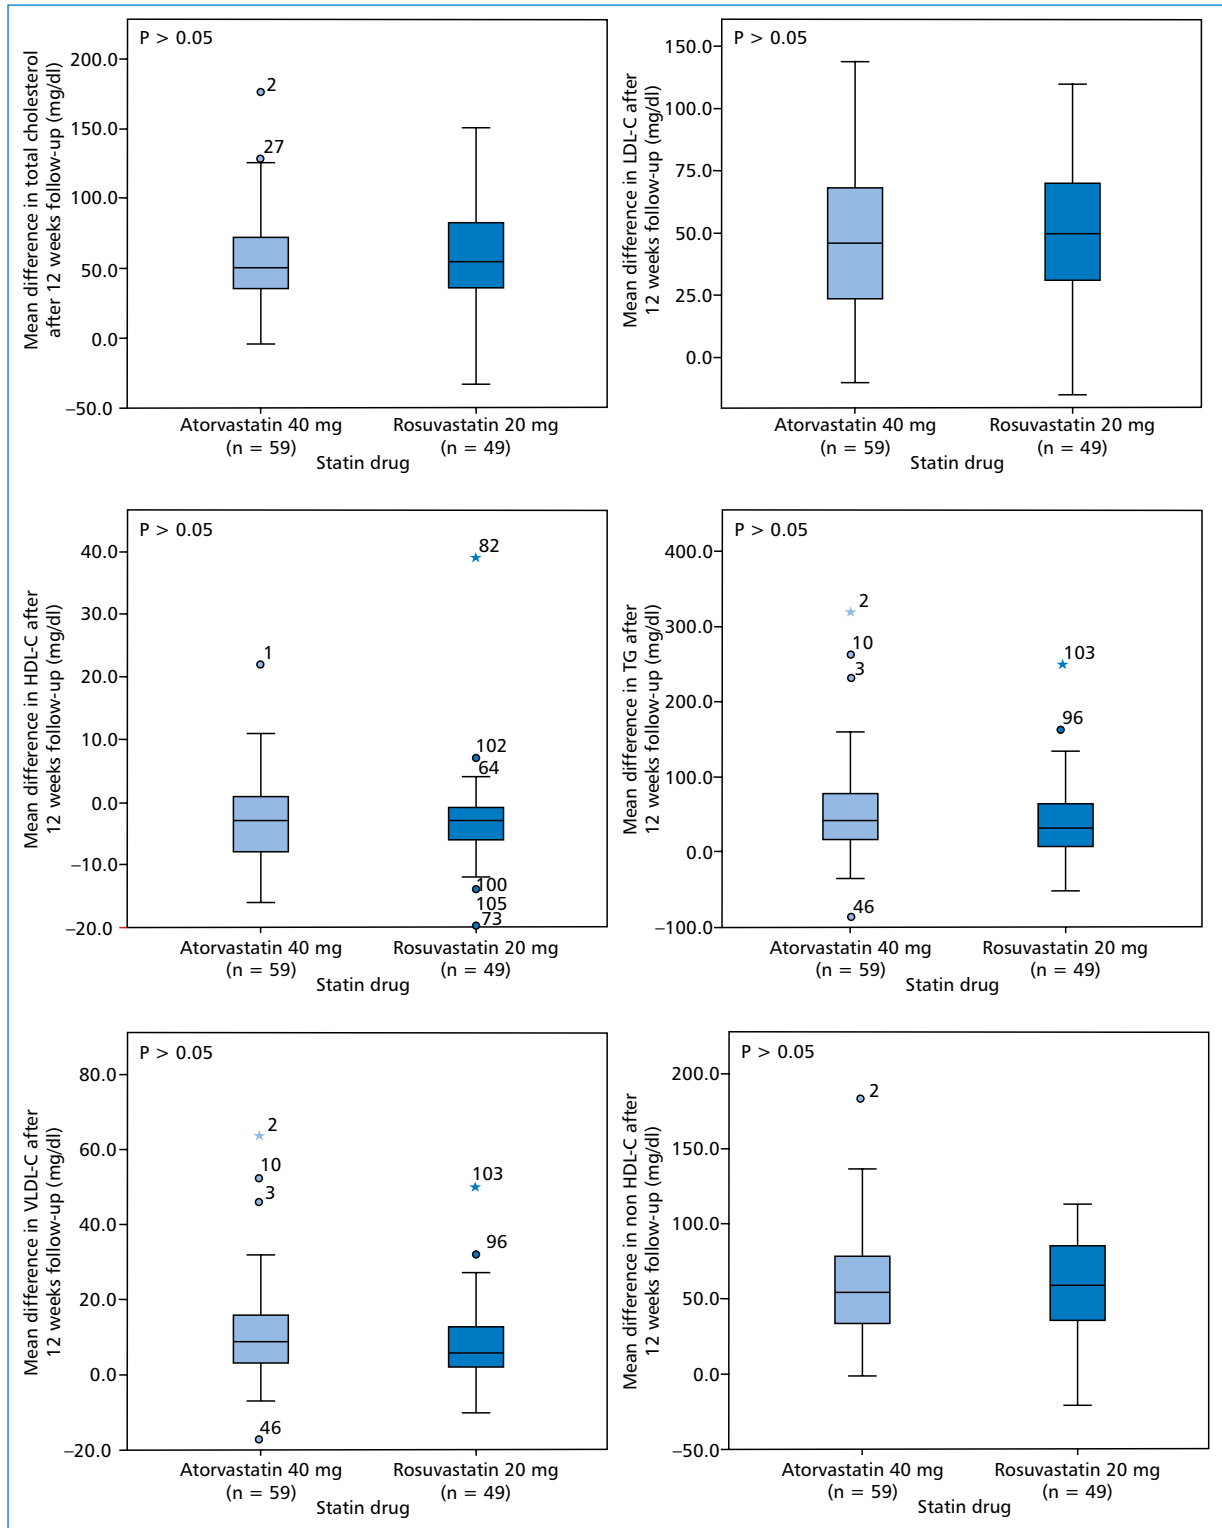 P > 0.05
Mean difference in total cholesterol
after 12 weeks follow-up (mg/dl)
200.0
150.0
100.0
50.0
0.0
−50.0
2
27
Atorvastatin 40 mg
(n = 59)
Rosuvastatin 20 mg
(n = 49)
Statin drug
P > 0.05
Mean difference in LDL-C after
12 weeks follow-up (mg/dl)
150.0
100.0
75.0
50.0
25.0
0.0
Atorvastatin 40 mg
(n = 59)
Rosuvastatin 20 mg
(n = 49)
Statin drug
P > 0.05
Mean difference in HDL-C after
12 weeks follow-up (mg/dl)
40.0
30.0
20.0
10.0
0.0
−10.0
−20.0
1
82
102
64
100
105
73
Atorvastatin 40 mg
(n = 59)
Rosuvastatin 20 mg
(n = 49)
Statin drug
P > 0.05
Mean difference in TG after
12 weeks follow-up (mg/dl)
400.0
300.0
200.0
100.0
0.0
−100.0
2
10
3
46
103
96
Atorvastatin 40 mg
(n = 59)
Rosuvastatin 20 mg
(n = 49)
Statin drug
P > 0.05
Mean difference in VLDL-C after
12 weeks follow-up (mg/dl)
80.0
60.0
40.0
20.0
0.0
−20.0
2
10
3
46
103
96
Atorvastatin 40 mg
(n = 59)
Rosuvastatin 20 mg
(n = 49)
Statin drug
P > 0.05
Mean difference in non HDL-C after
12 weeks follow-up (mg/dl)
200.0
150.0
100.0
50.0
0.0
−50.0
2
Atorvastatin 40 mg
(n = 59)
Rosuvastatin 20 mg
(n = 49)
Statin drug